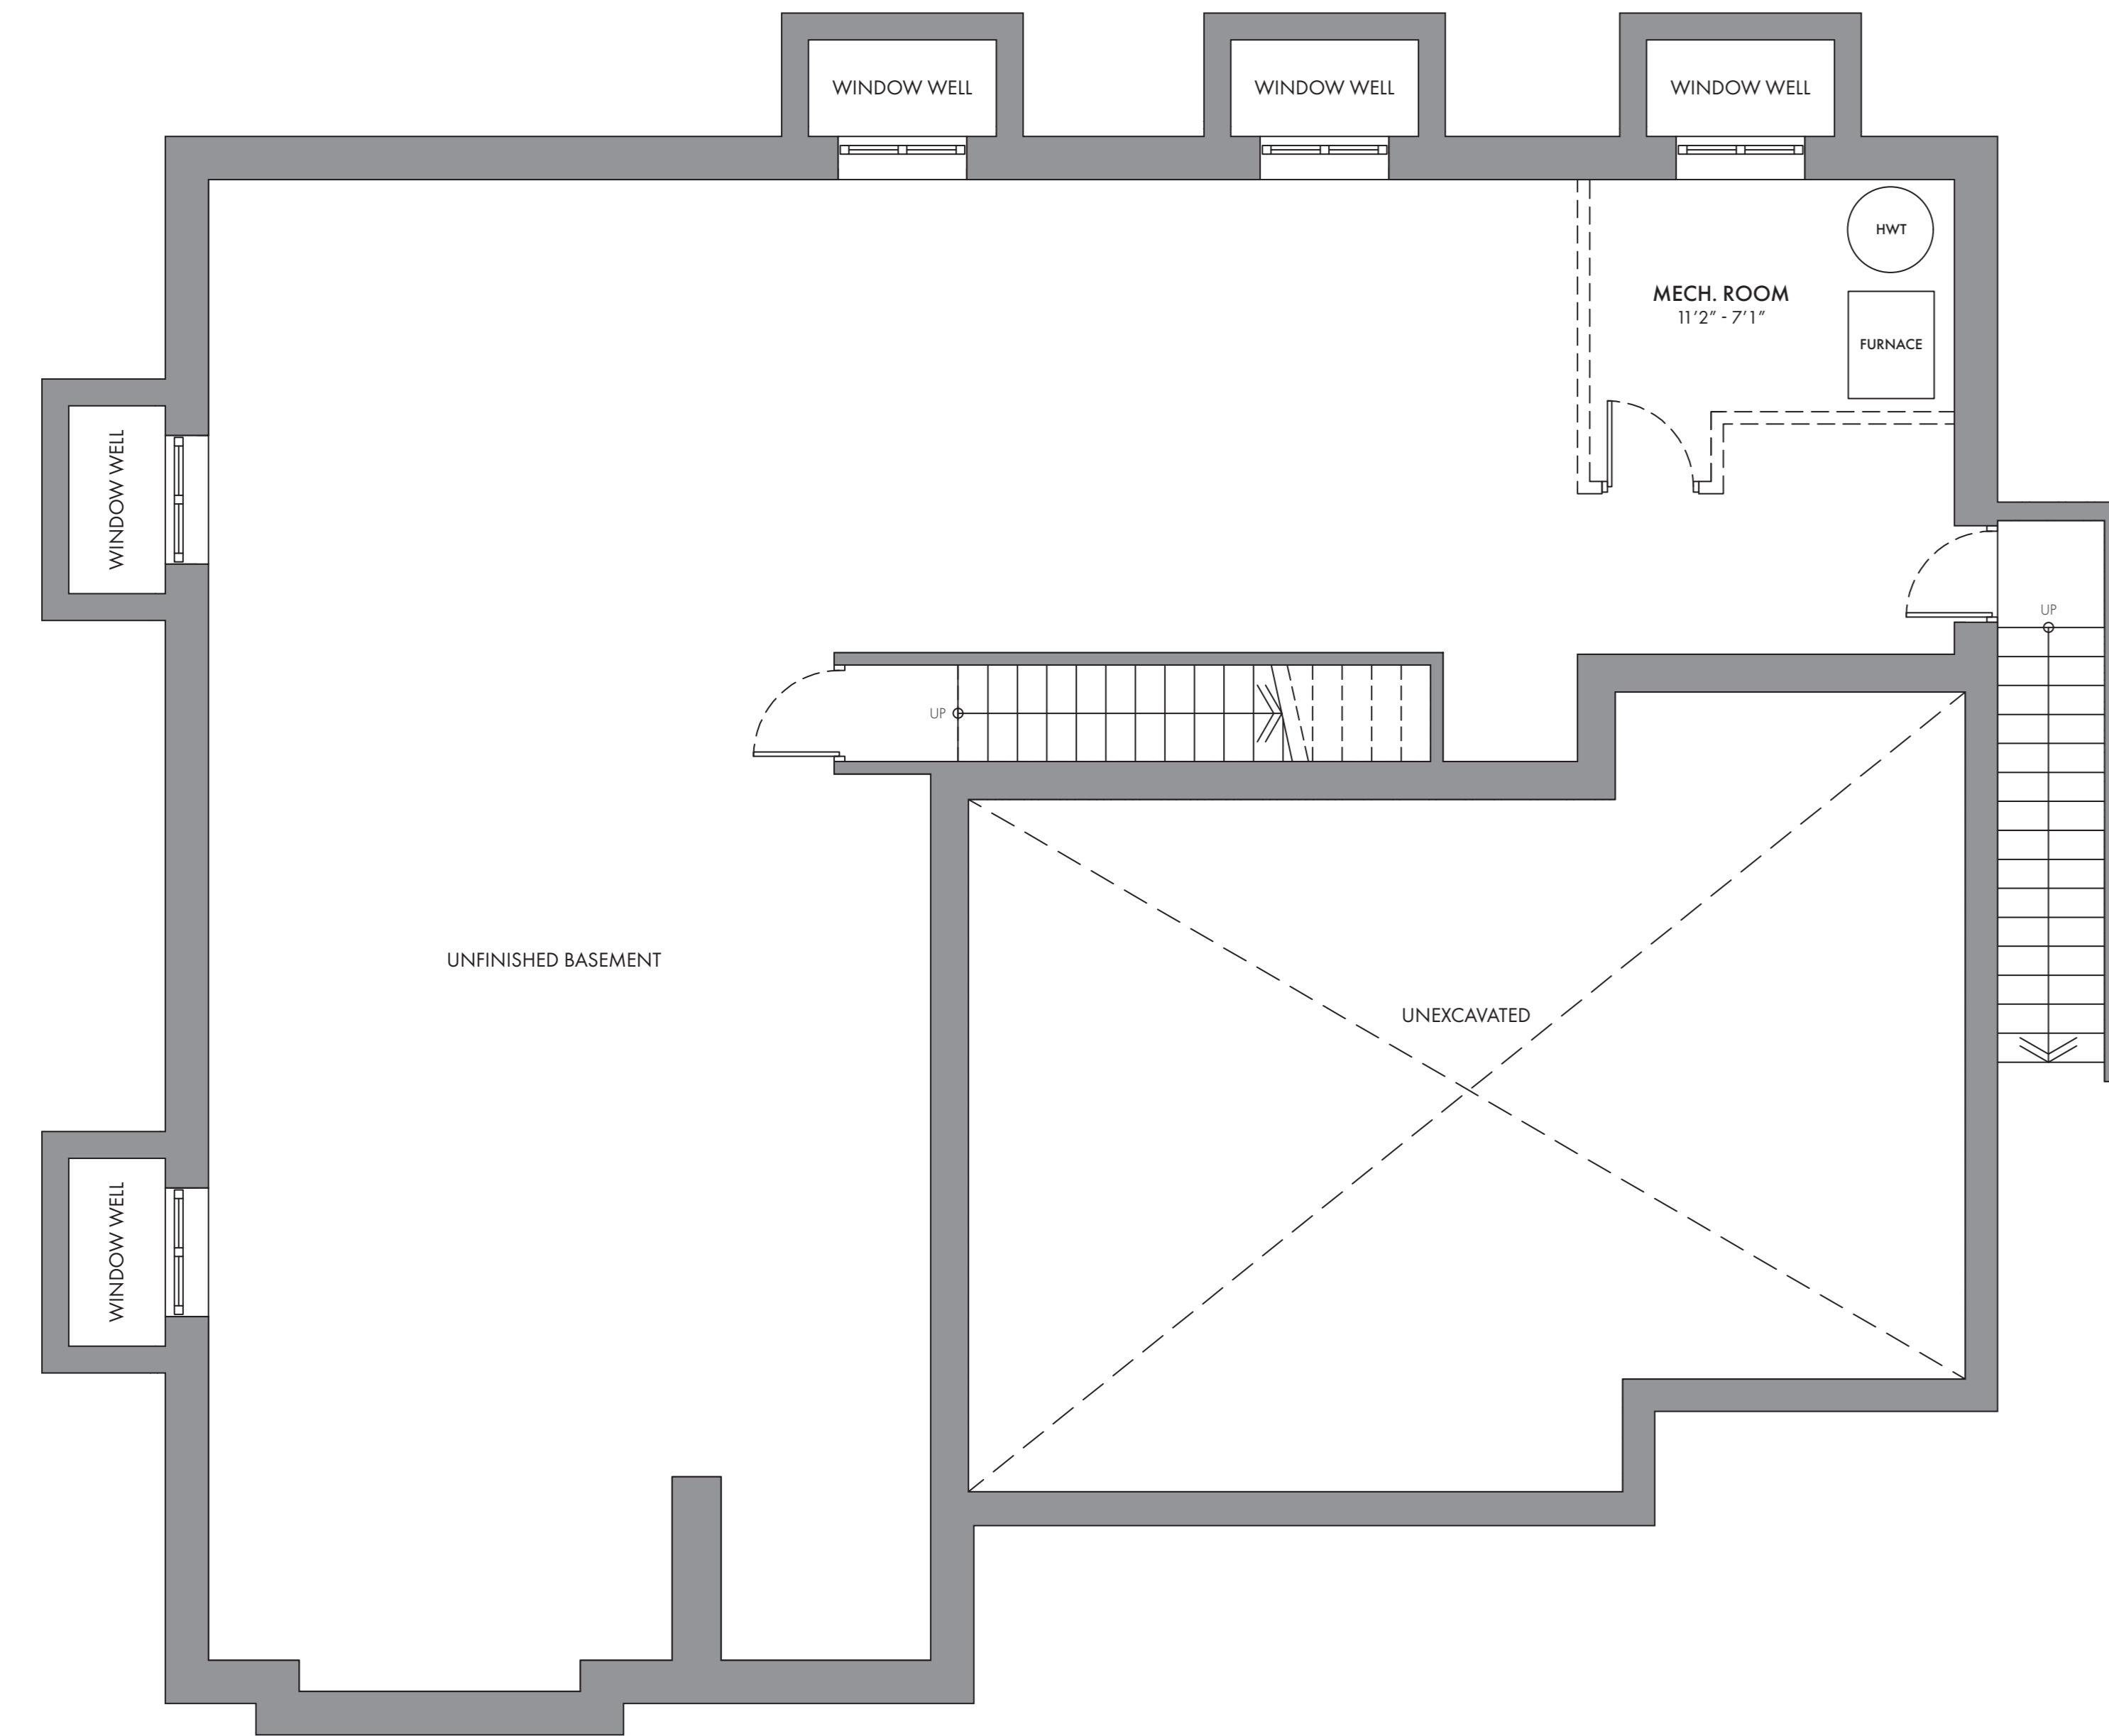 WINDOW WELL
WINDOW WELL
WINDOW WELL
HWT
MECH. ROOM
11’2” - 7’1”
FURNACE
WINDOW WELL
UP
UP
UNFINISHED BASEMENT
UNEXCAVATED
WINDOW WELL